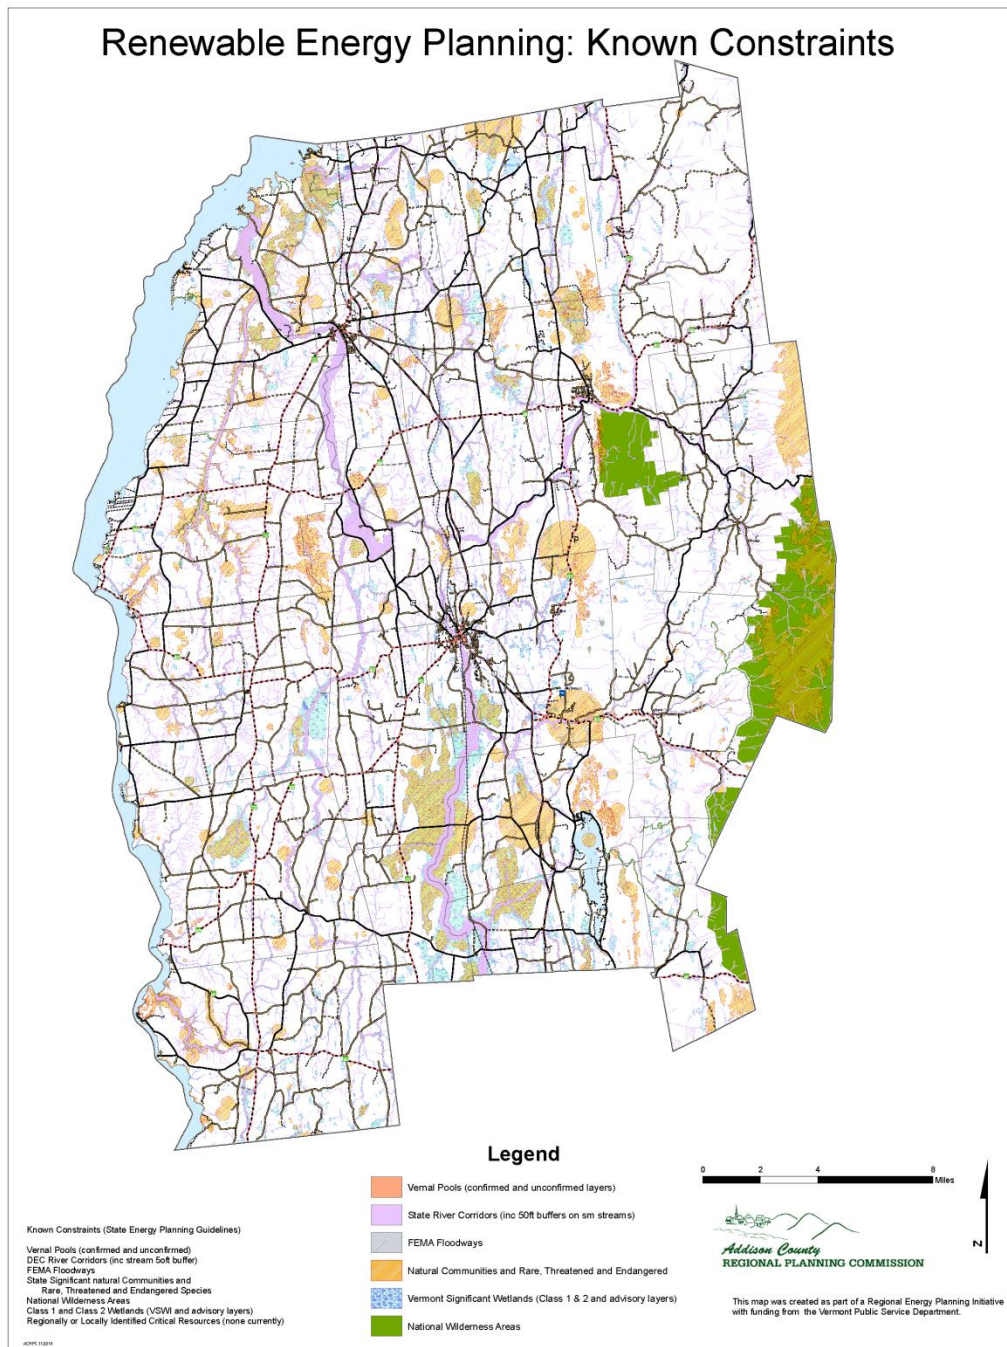 Renewable Energy Planning: Known Constraints
Legend
Vernal Pools (confirmed and unconfirmed layers)
State River Corridors (inc 50ft buffers on sm streams)
FEMA Floodways
Natural Communities and Rare, Threatened and Endangered
Vermont Significant Wetlands (Class 1 & 2 and advisory layers)
National Wilderness Areas
0 2 4 8
Miles
Addison County
REGIONAL PLANNING COMMISSION
N
This map was created as part of a Regional Energy Planning Initiative
with funding from the Vermont Public Service Department.
Known Constraints (State Energy Planning Guidelines)
Vernal Pools (confirmed and unconfirmed)
DEC River Corridors (inc stream 5oft buffer)
FEMA Floodways
State Significant natural Communities and
Rare, Threatened and Endangered Species
National Wilderness Areas
Class 1 and Class 2 Wetlands (VSWI and advisory layers)
Regionally or Locally Identified Critical Resources (none currently)